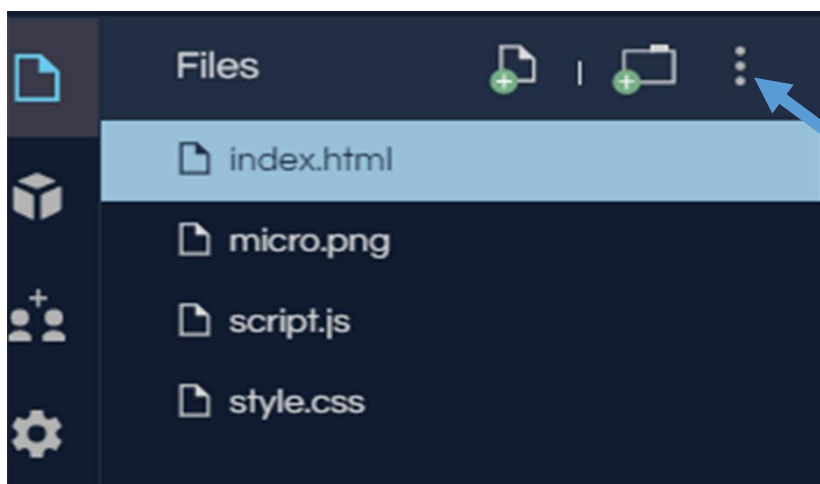 Files
index.html
micro.png
script.js
style.css